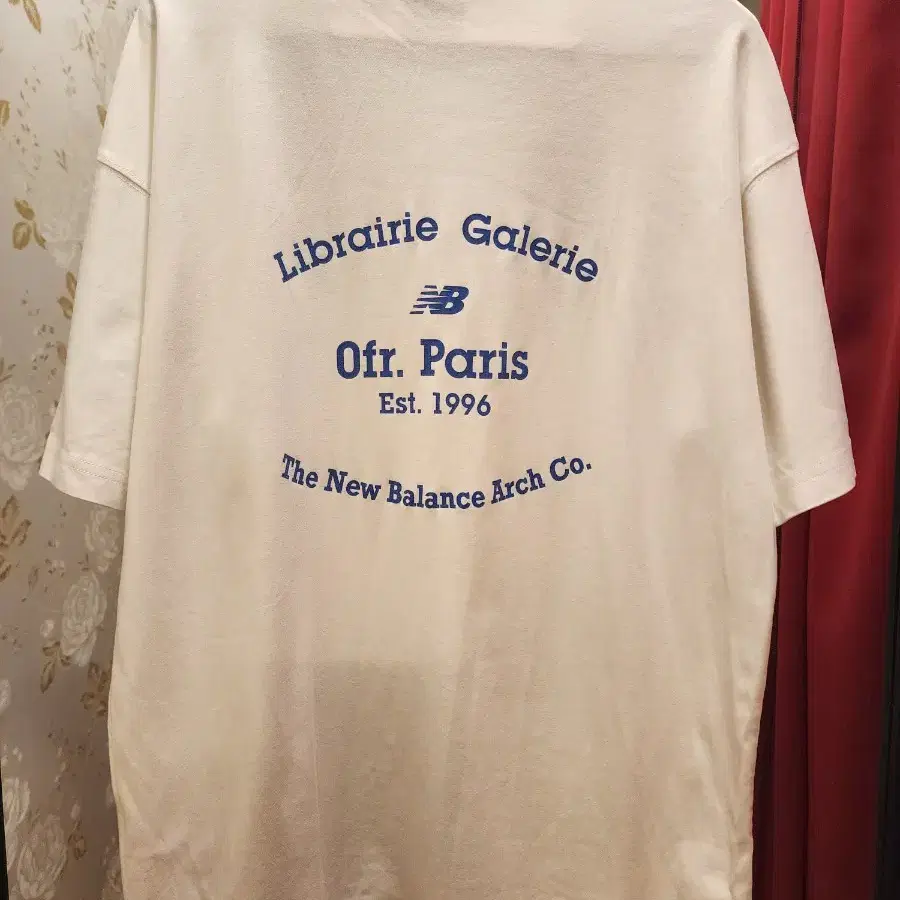 Librairie Galerie
NB
Ofr. Paris
Est. 1996
The New Balance Arch Co.